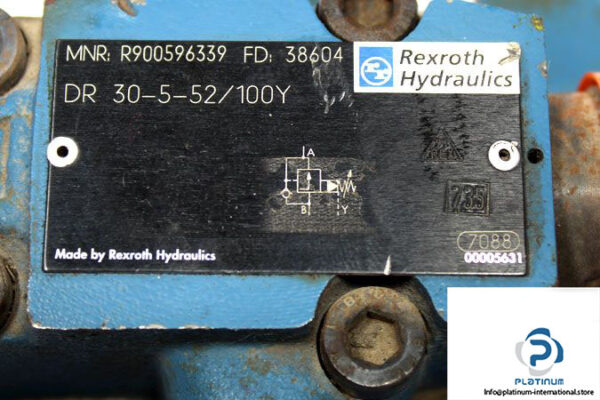 MNR: R900596339 FD: 38604
Rexroth
Hydraulics
DR 30-5-52/100Y
A
B
Y
735
7088
Made by Rexroth Hydraulics
00005631
PLATINUM
Info@platinum-international.store